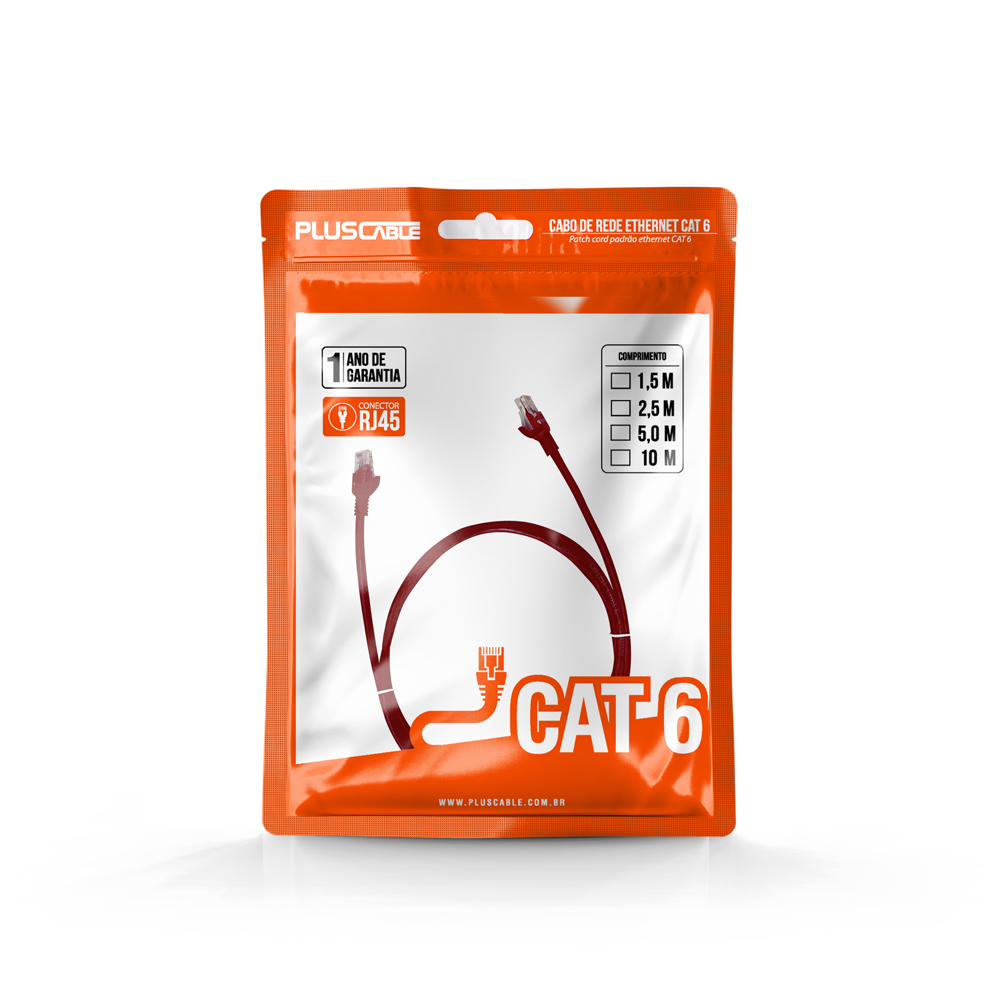 PLUSCABLE
CABO DE REDE ETHERNET CAT 6
Patch cord padrão ethernet CAT 6
1 ANO DE
GARANTIA
CONECTOR
RJ45
COMPRIMENTO
1,5 M
2,5 M
5,0 M
10 M
CAT 6
WWW.PLUSCABLE.COM.BR